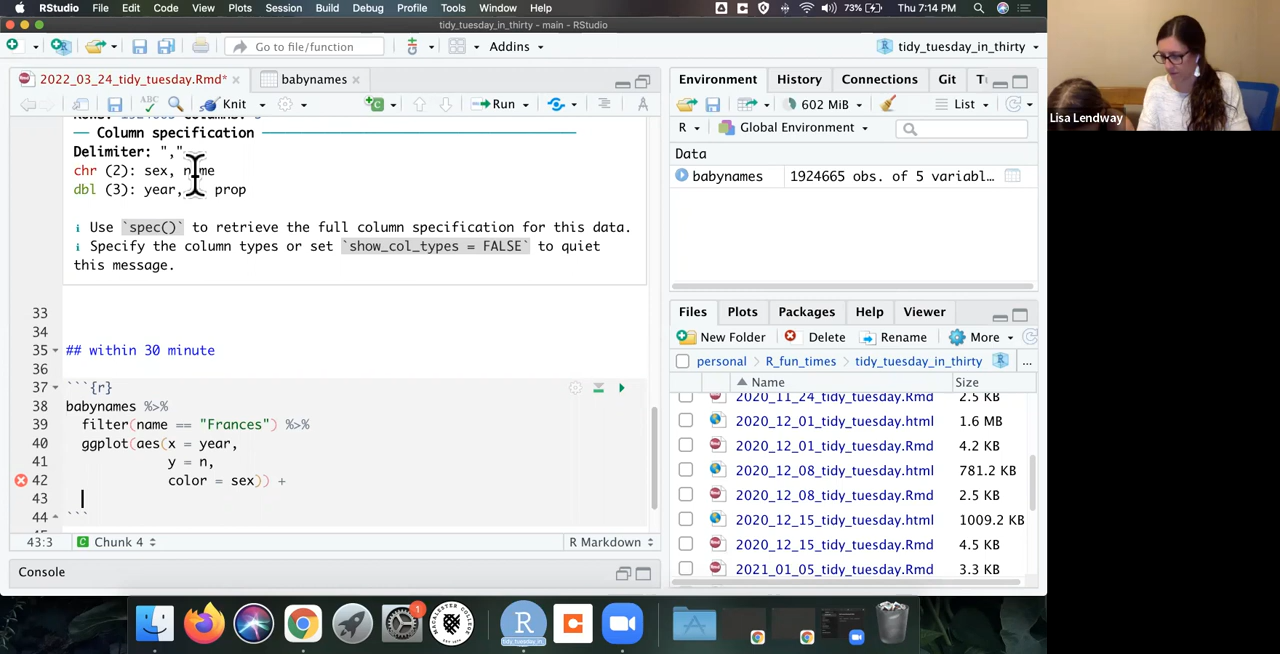 RStudio File Edit Code View Plots Session Build Debug Profile Tools Window Help 73% Thu 7:14 PM
tidy_tuesday_in_thirty - main - RStudio
Go to file/function Addins tidy_tuesday_in_thirty
2022_03_24_tidy_tuesday.Rmd* babynames
ABC Knit Run
Column specification
Delimiter: ","
chr (2): sex, n me
dbl (3): year, prop
i Use `spec()` to retrieve the full column specification for this data.
i Specify the column types or set `show_col_types = FALSE` to quiet
this message.
33
34
35 ## within 30 minute
36
37 ```{r}
38 babynames %>%
39 filter(name == "Frances") %>%
40 ggplot(aes(x = year,
41 y = n,
42 color = sex)) +
43
44 ```
43:3 Chunk 4 R Markdown
Console
Environment History Connections Git
602 MiB List
R Global Environment
Data
babynames 1924665 obs. of 5 variabl…
Files Plots Packages Help Viewer
New Folder Delete Rename More
personal R_fun_times tidy_tuesday_in_thirty ...
Name Size
2020_11_24_tidy_tuesday.Rmd 2.5 KB
2020_12_01_tidy_tuesday.html 1.6 MB
2020_12_01_tidy_tuesday.Rmd 4.2 KB
2020_12_08_tidy_tuesday.html 781.2 KB
2020_12_08_tidy_tuesday.Rmd 2.5 KB
2020_12_15_tidy_tuesday.html 1009.2 KB
2020_12_15_tidy_tuesday.Rmd 4.5 KB
2021_01_05_tidy_tuesday.Rmd 3.3 KB
Lisa Lendway
1